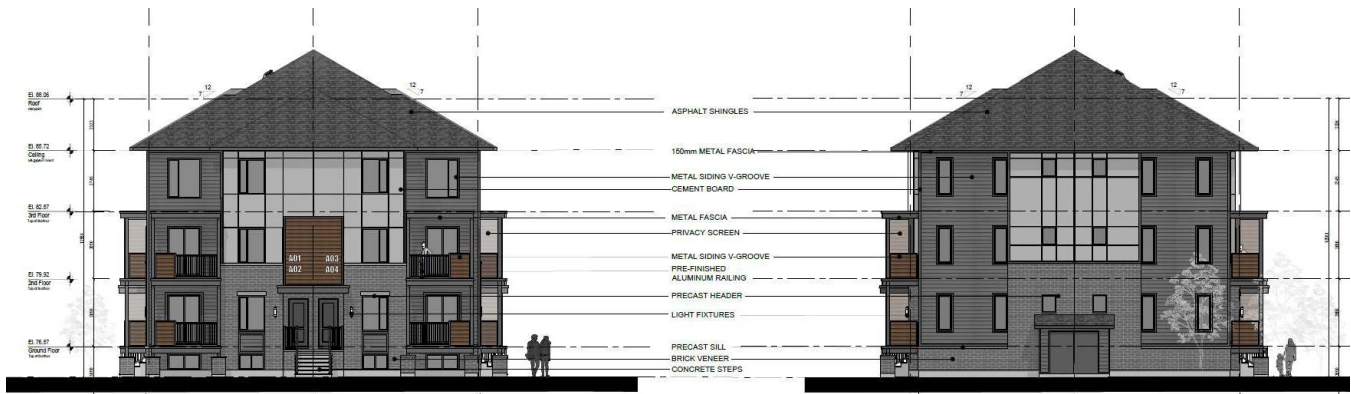 El. 88.06
Roof
12
7
12
7
7
12
12
7
ASPHALT SHINGLES
El. 85.72
Ceiling
150mm METAL FASCIA
METAL SIDING V-GROOVE
CEMENT BOARD
El. 82.67
3rd Floor
METAL FASCIA
PRIVACY SCREEN
A01 A03
A02 A04
METAL SIDING V-GROOVE
PRE-FINISHED
ALUMINUM RAILING
El. 79.92
2nd Floor
PRECAST HEADER
LIGHT FIXTURES
El. 76.87
Ground Floor
PRECAST SILL
BRICK VENEER
CONCRETE STEPS